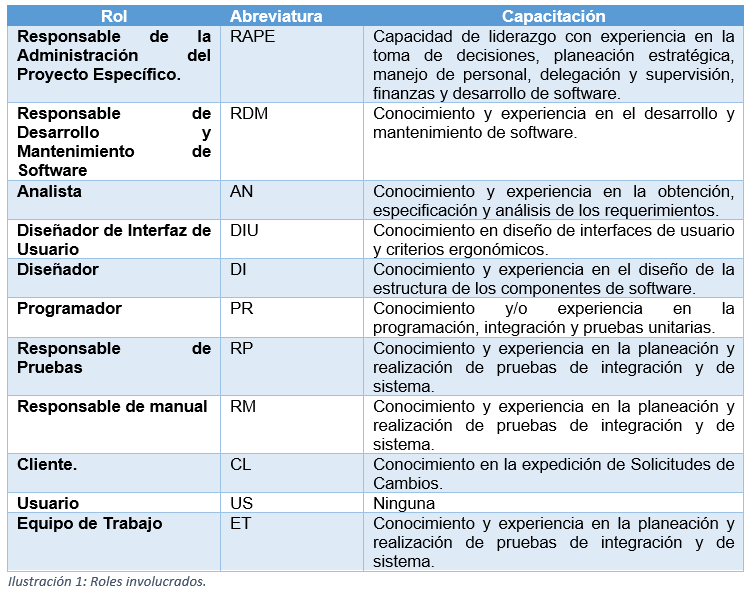 Rol Abreviatura Capacitación
Responsable de la RAPE Capacidad de liderazgo con experiencia en la
Administración del toma de decisiones, planeación estratégica,
Proyecto Específico. manejo de personal, delegación y supervisión,
finanzas y desarrollo de software.
Responsable de RDM Conocimiento y experiencia en el desarrollo y
Desarrollo y mantenimiento de software.
Mantenimiento de
Software
Analista AN Conocimiento y experiencia en la obtención,
especificación y análisis de los requerimientos.
Diseñador de Interfaz de DIU Conocimiento en diseño de interfaces de usuario
Usuario y criterios ergonómicos.
Diseñador DI Conocimiento y experiencia en el diseño de la
estructura de los componentes de software.
Programador PR Conocimiento y/o experiencia en la
programación, integración y pruebas unitarias.
Responsable de RP Conocimiento y experiencia en la planeación y
Pruebas realización de pruebas de integración y de
sistema.
Responsable de manual RM Conocimiento y experiencia en la planeación y
realización de pruebas de integración y de
sistema.
Cliente. CL Conocimiento en la expedición de Solicitudes de
Cambios.
Usuario US Ninguna
Equipo de Trabajo ET Conocimiento y experiencia en la planeación y
realización de pruebas de integración y de
sistema.
Ilustración 1: Roles involucrados.